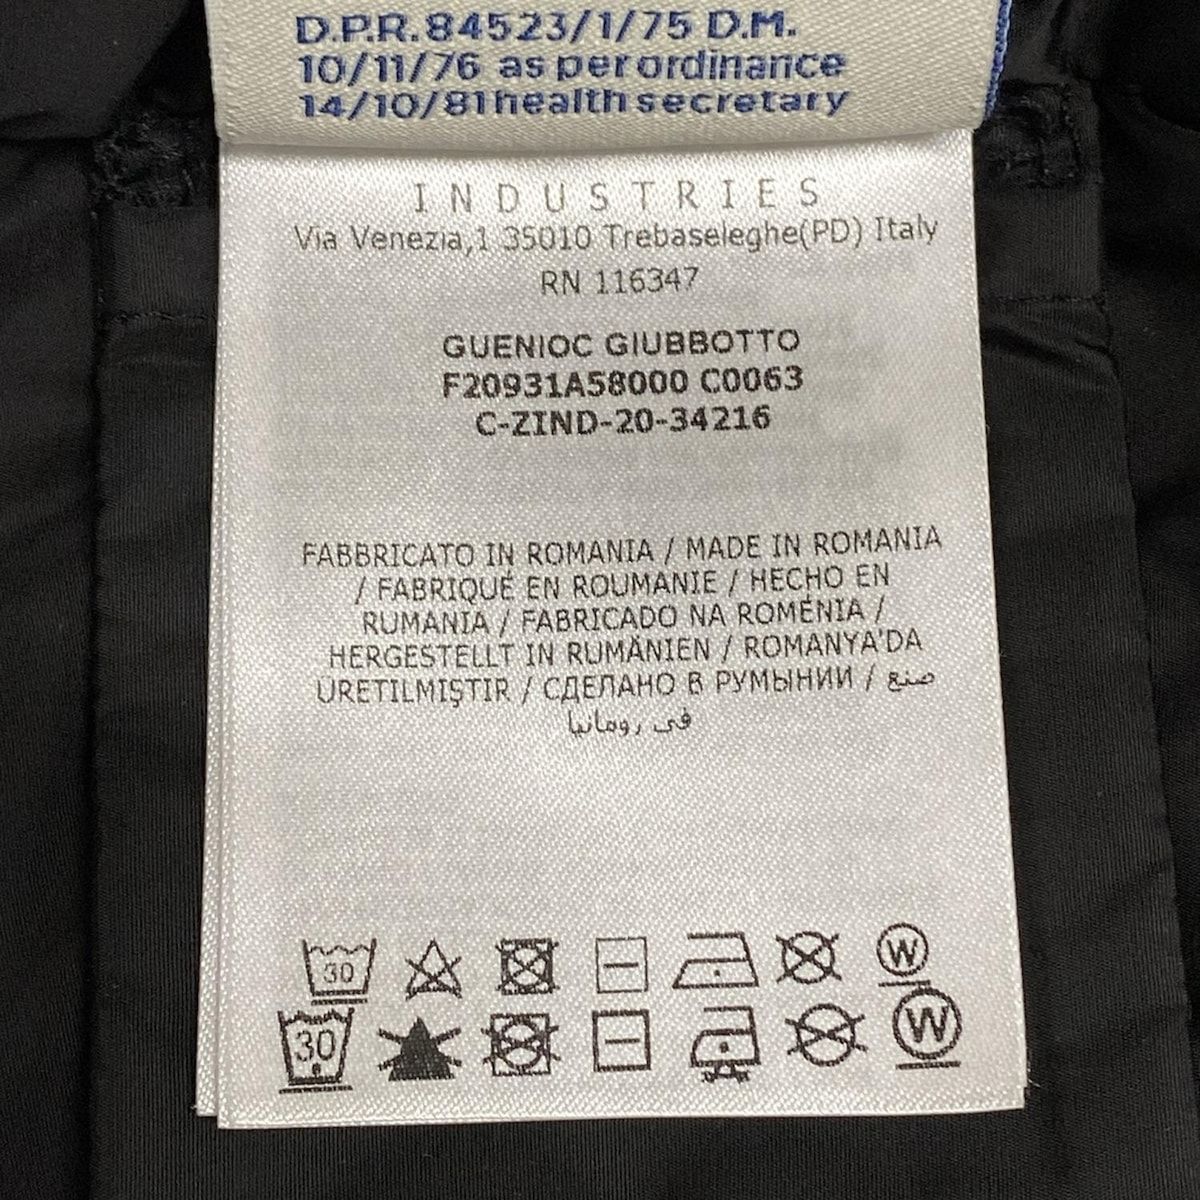 D.P.R. 84523/1/75 D.M.
10/11/76 as per ordinance
14/10/81 health secretary
INDUSTRIES
Via Venezia,1 35010 Trebaseleghe(PD) Italy
RN 116347
GUENIOC GIUBBOTTO
F20931A58000 C0063
C-ZIND-20-34216
FABBRICATO IN ROMANIA / MADE IN ROMANIA
/ FABRIQUÉ EN ROUMANIE / HECHO EN
RUMANIA / FABRICADO NA ROMÉNIA /
HERGESTELLT IN RUMÄNIEN / ROMANYA'DA
ÜRETILMIŞTIR / СДЕЛАНО В РУМЫНИИ / صنع
في رومانيا
30 W
30 W